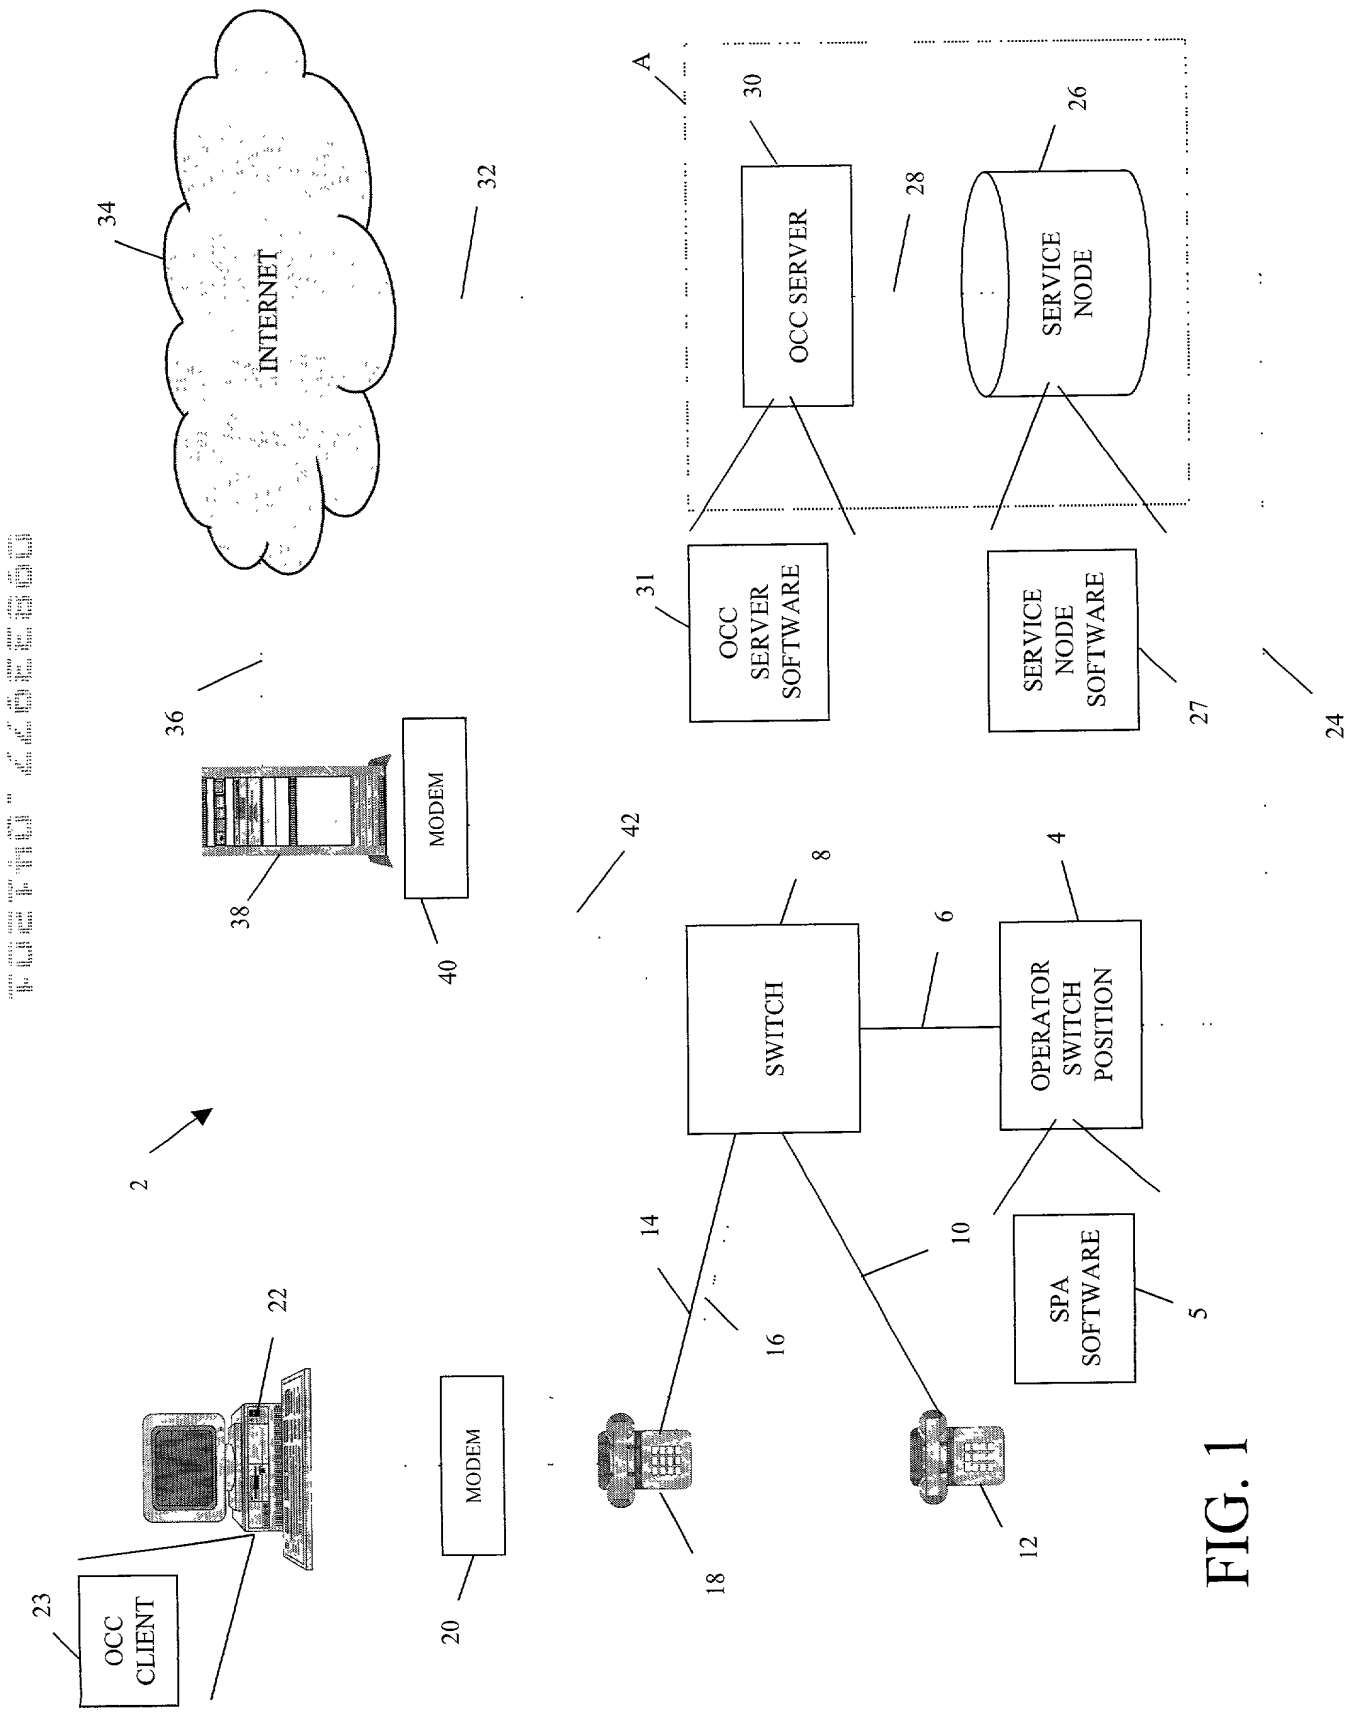 23
OCC
CLIENT
34
2
36
38
INTERNET
22
MODEM
40
20
MODEM
32
42
A
31
14
18
OCC
SERVER
SOFTWARE
30
16
SWITCH
OCC SERVER
8
28
6
10
12
OPERATOR
SWITCH
POSITION
4
SERVICE
NODE
SOFTWARE
SERVICE
NODE
26
SPA
SOFTWARE
5
27
FIG. 1
24